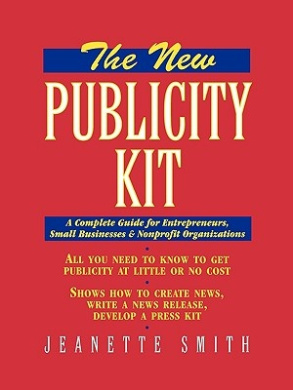 The New
PUBLICITY
KIT
A Complete Guide for Entrepreneurs,
Small Businesses & Nonprofit Organizations
• ALL YOU NEED TO KNOW TO GET
PUBLICITY AT LITTLE OR NO COST
• SHOWS HOW TO CREATE NEWS,
WRITE A NEWS RELEASE,
DEVELOP A PRESS KIT •
JEANETTE SMITH